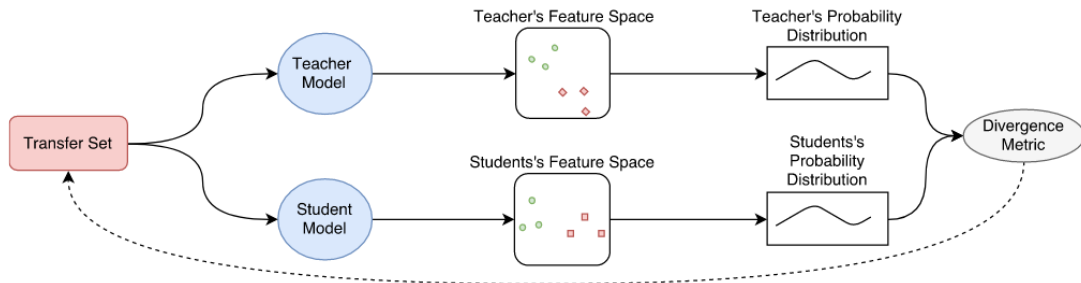 Teacher's Feature Space
Teacher's Probability
Distribution
Teacher
Model
Transfer Set
Divergence
Metric
Students's Feature Space
Students's
Probability
Distribution
Student
Model